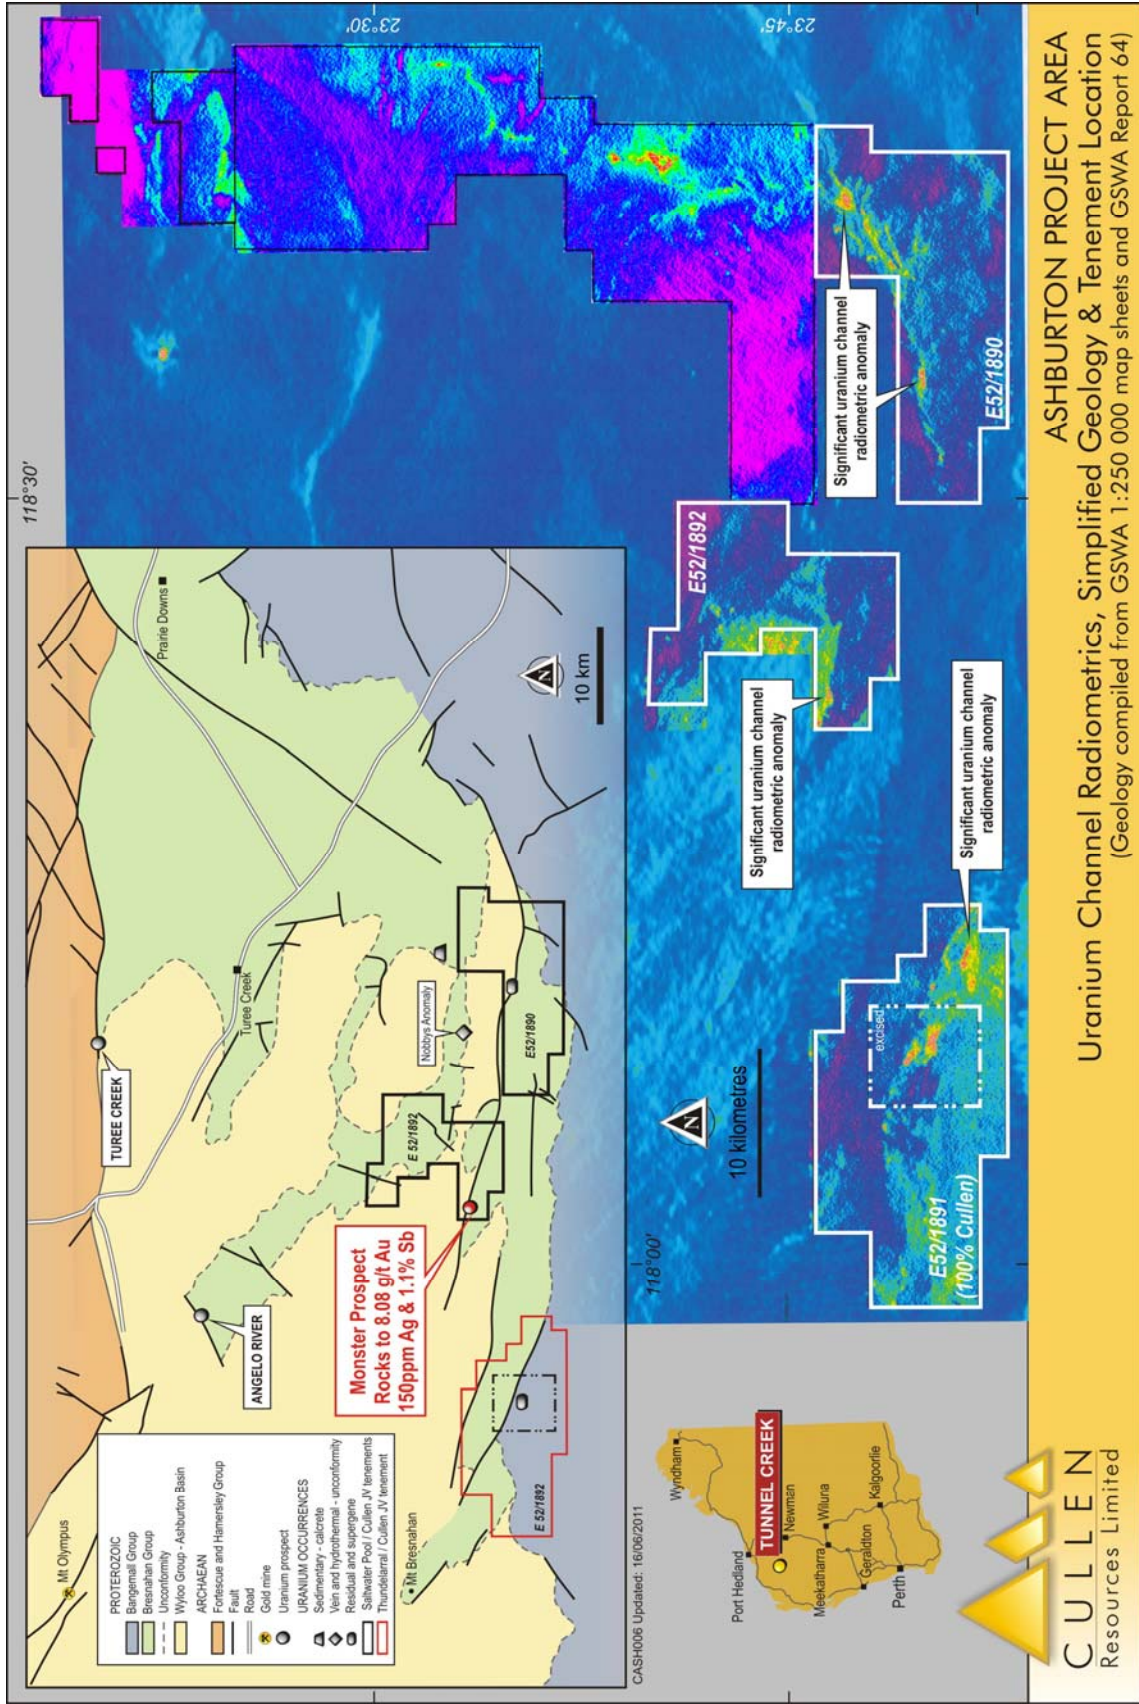 118°30'
23°30'
23°45'
118°00'
Mt Olympus
PROTEROZOIC
Bangemall Group
Bresnahan Group
Unconformity
Wyloo Group - Ashburton Basin
ARCHAEAN
Fortescue and Hamersley Group
Fault
Road
Gold mine
Uranium prospect
URANIUM OCCURRENCES
Sedimentary - calcrete
Vein and hydrothermal - unconformity
Residual and supergene
Saltwater Pool / Cullen JV tenements
Thundelarra / Cullen JV tenement
TUREE CREEK
ANGELO RIVER
Turee Creek
Prairie Downs
Monster Prospect
Rocks to 8.08 g/t Au
150ppm Ag & 1.1% Sb
Nobbys Anomaly
E 52/1892
E52/1890
Mt Bresnahan
E 52/1892
N
10 km
CASH006 Updated: 16/06/2011
N
10 kilometres
E52/1892
Significant uranium channel
radiometric anomaly
Significant uranium channel
radiometric anomaly
E52/1890
Significant uranium channel
radiometric anomaly
excised
E52/1891
(100% Cullen)
Wyndham
Port Hedland
TUNNEL CREEK
Newman
Meekatharra
Wiluna
Geraldton
Kalgoorlie
Perth
CULLEN
Resources Limited
ASHBURTON PROJECT AREA
Uranium Channel Radiometrics, Simplified Geology & Tenement Location
(Geology compiled from GSWA 1:250 000 map sheets and GSWA Report 64)